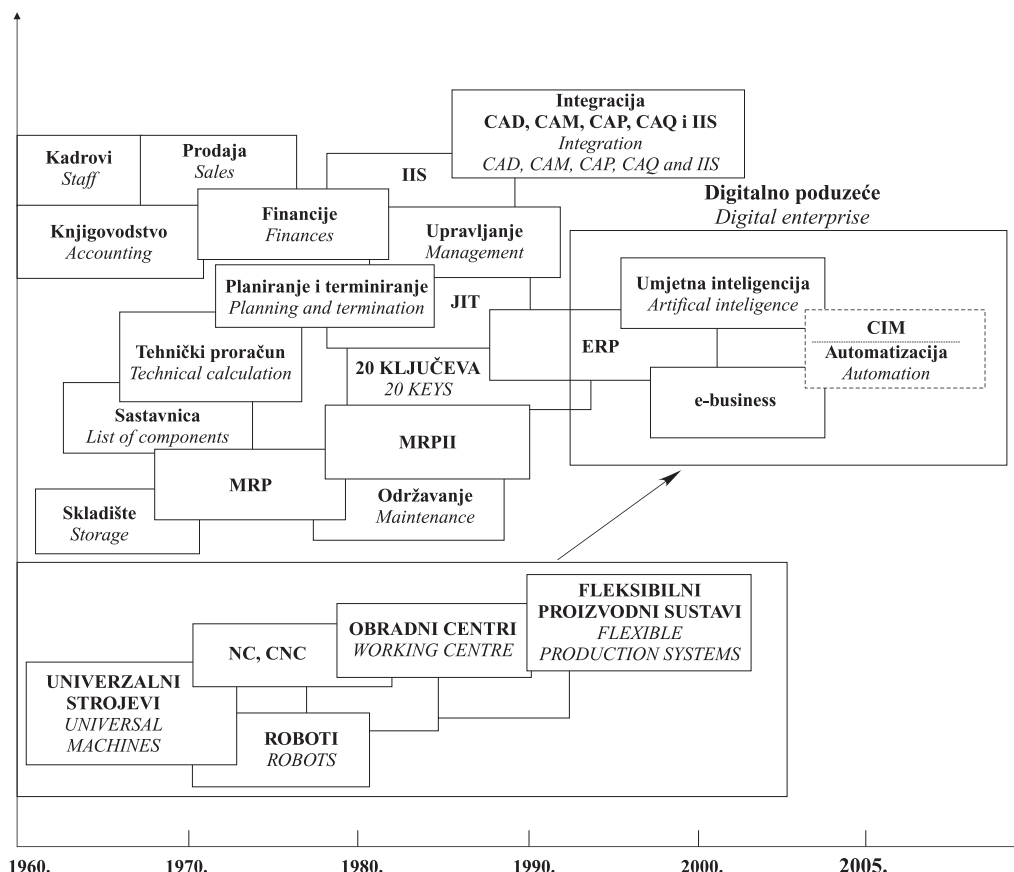 Integracija
CAD, CAM, CAP, CAQ i IIS
Integration
CAD, CAM, CAP, CAQ and IIS
Kadrovi
Staff
Prodaja
Sales
IIS
Digitalno poduzeće
Digital enterprise
Knjigovodstvo
Accounting
Financije
Finances
Upravljanje
Management
Planiranje i terminiranje
Planning and termination
JIT
Umjetna inteligencija
Artifical inteligence
CIM
Automatizacija
Automation
ERP
Tehnički proračun
Technical calculation
20 KLJUČEVA
20 KEYS
e-business
Sastavnica
List of components
MRPII
MRP
Održavanje
Maintenance
Skladište
Storage
FLEKSIBILNI
PROIZVODNI SUSTAVI
FLEXIBLE
PRODUCTION SYSTEMS
OBRADNI CENTRI
WORKING CENTRE
NC, CNC
UNIVERZALNI
STROJEVI
UNIVERSAL
MACHINES
ROBOTI
ROBOTS
1960. 1970. 1980. 1990. 2000. 2005.